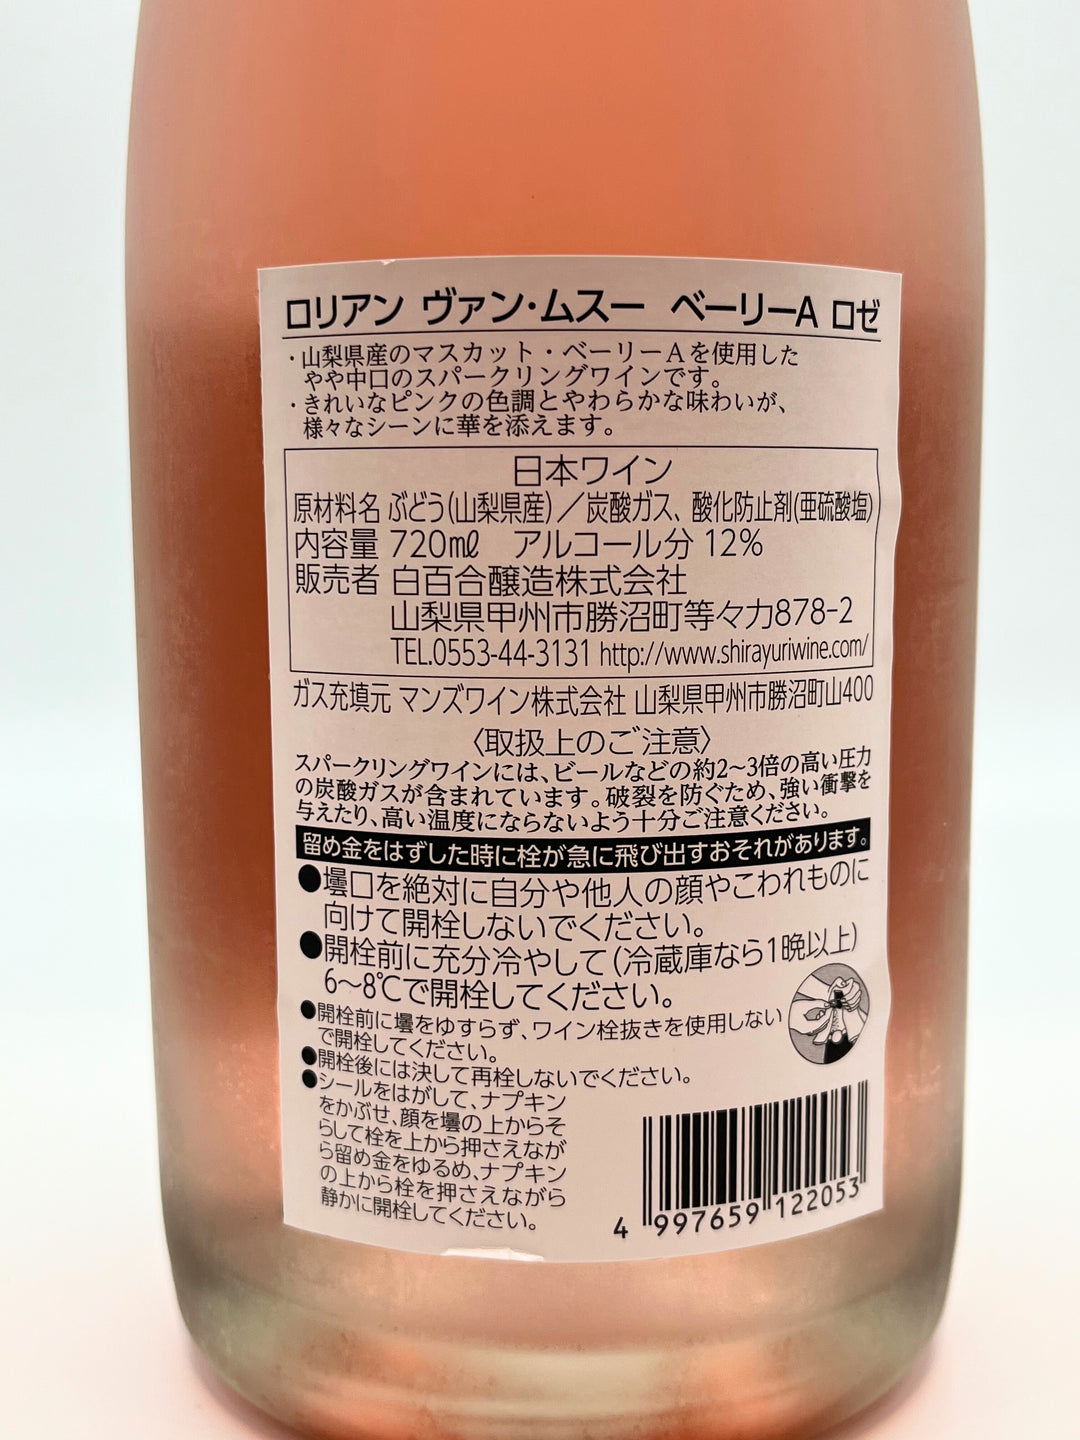 ロリアン ヴァン・ムスー ベーリーA ロゼ
・山梨県産のマスカット・ベーリーAを使用した
やや中口のスパークリングワインです。
・きれいなピンクの色調とやわらかな味わいが、
様々なシーンに華を添えます。
日本ワイン
原材料名 ぶどう(山梨県産)／炭酸ガス、酸化防止剤(亜硫酸塩)
内容量 720㎖ アルコール分 12%
販売者 白百合醸造株式会社
山梨県甲州市勝沼町等々力878-2
TEL.0553-44-3131 http://www.shirayuriwine.com/
ガス充填元 マンズワイン株式会社 山梨県甲州市勝沼町山400
〈取扱上のご注意〉
スパークリングワインには、ビールなどの約2〜3倍の高い圧力
の炭酸ガスが含まれています。破裂を防ぐため、強い衝撃を
与えたり、高い温度にならないよう十分ご注意ください。
留め金をはずした時に栓が急に飛び出すおそれがあります。
●壜口を絶対に自分や他人の顔やこわれものに
向けて開栓しないでください。
●開栓前に充分冷やして(冷蔵庫なら1晩以上)
6〜8℃で開栓してください。
●開栓前に壜をゆすらず、ワイン栓抜きを使用しない
で開栓してください。
●開栓後には決して再栓しないでください。
●シールをはがして、ナプキン
をかぶせ、顔を壜の上からそ
らして栓を上から押さえなが
ら留め金をゆるめ、ナプキン
の上から栓を押さえながら
静かに開栓してください。
4 997659 122053